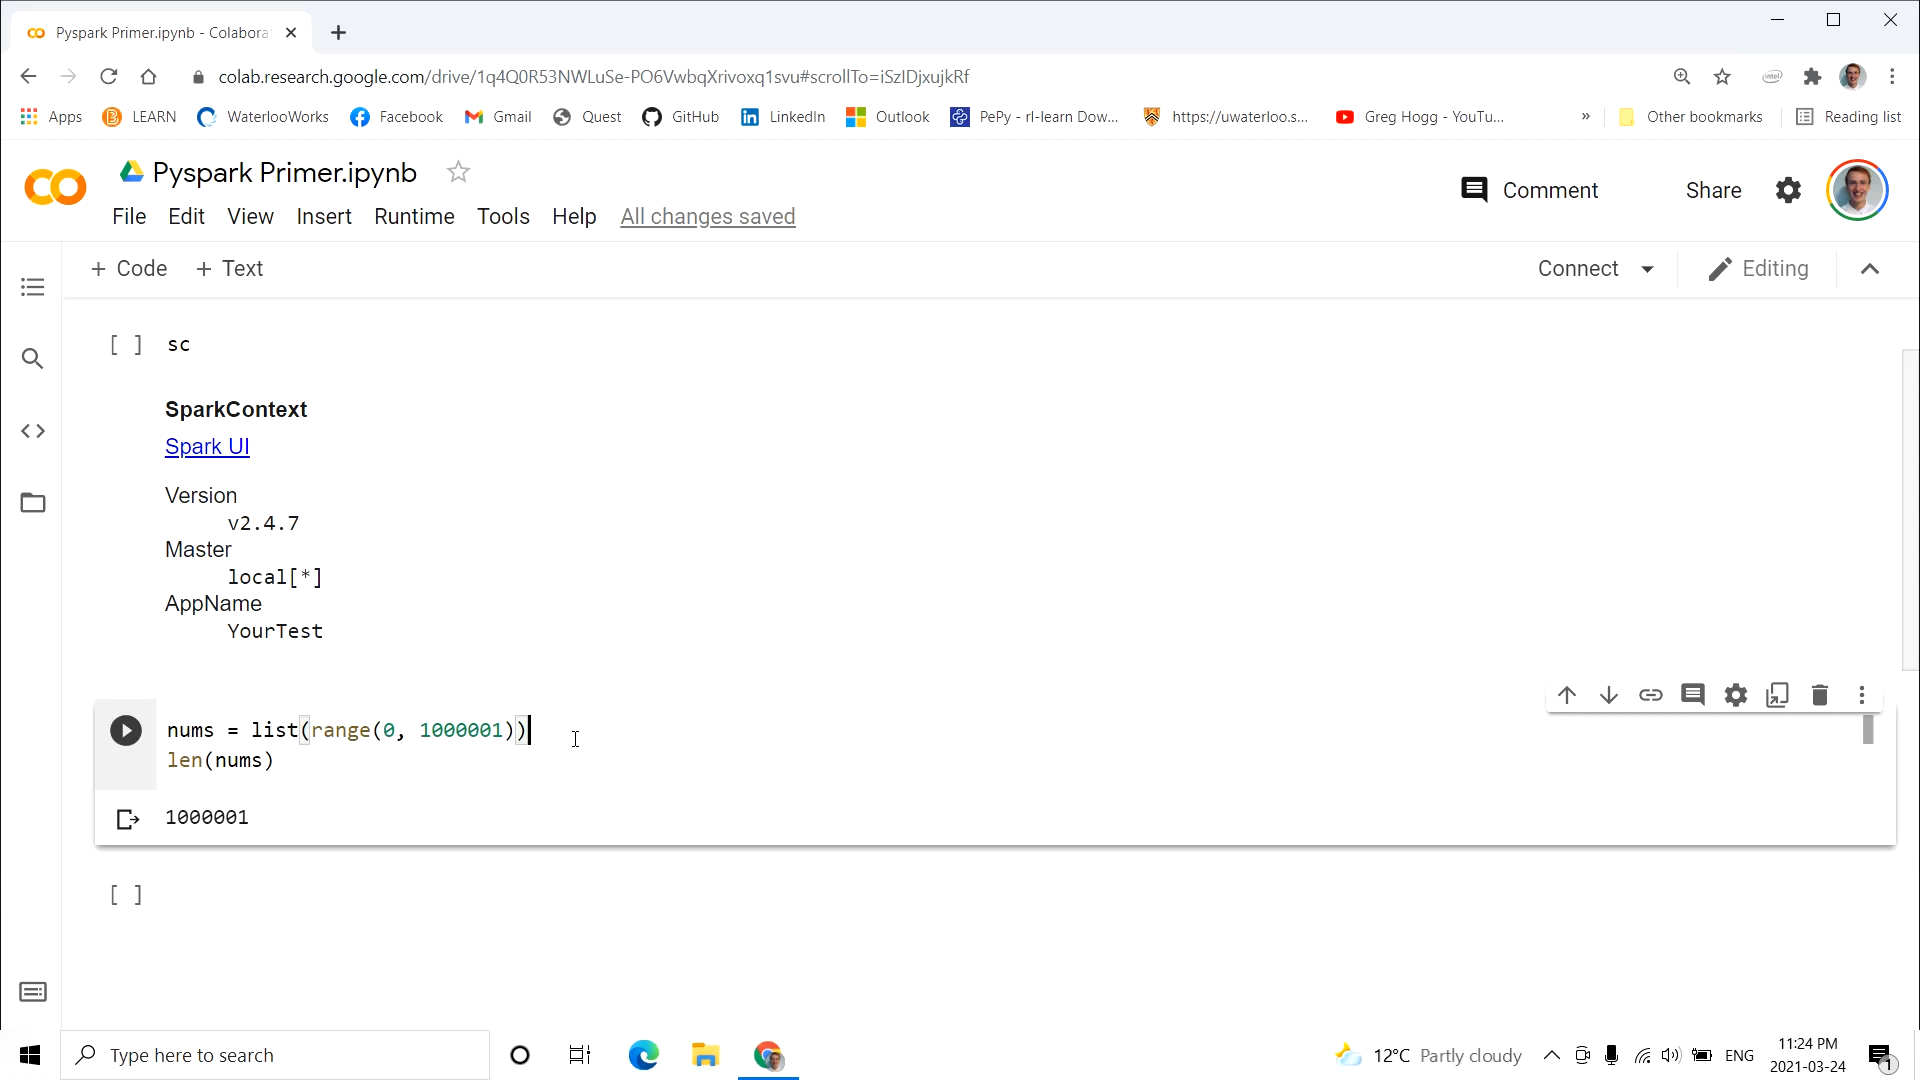 Pyspark Primer.ipynb - Colabora
colab.research.google.com/drive/1q4Q0R53NWLuSe-PO6VwbqXrivoxq1svu#scrollTo=iSzIDjxujkRf
intel
Apps LEARN WaterlooWorks Facebook Gmail Quest GitHub LinkedIn Outlook PePy - rl-learn Dow... https://uwaterloo.s... Greg Hogg - YouTu... » Other bookmarks Reading list
Pyspark Primer.ipynb
Comment Share
File Edit View Insert Runtime Tools Help All changes saved
+ Code + Text Connect Editing
[ ] sc
SparkContext
Spark UI
Version
v2.4.7
Master
local[*]
AppName
YourTest
nums = list(range(0, 1000001))
len(nums)
1000001
[ ]
Type here to search
12°C Partly cloudy
ENG
11:24 PM
2021-03-24
1